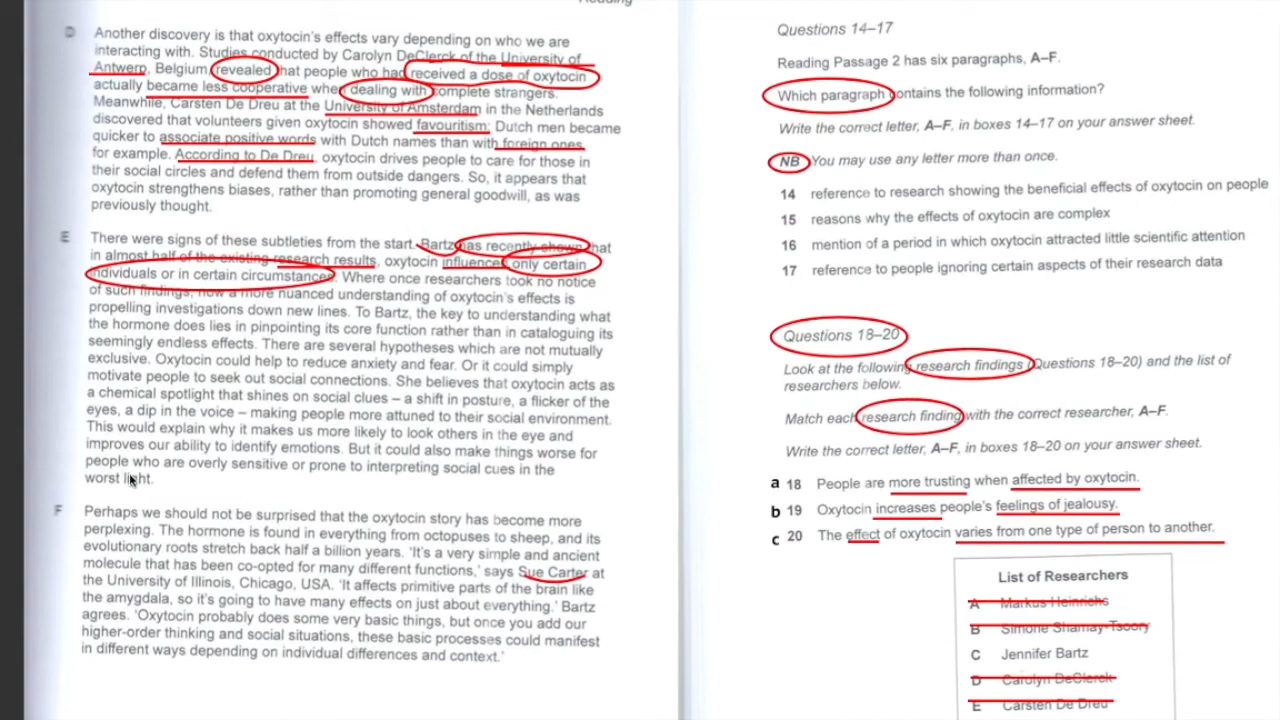 Reading
D Another discovery is that oxytocin's effects vary depending on who we are
interacting with. Studies conducted by Carolyn DeClerck of the University of
Antwerp, Belgium, revealed that people who had received a dose of oxytocin
actually became less cooperative when dealing with complete strangers.
Meanwhile, Carsten De Dreu at the University of Amsterdam in the Netherlands
discovered that volunteers given oxytocin showed favouritism: Dutch men became
quicker to associate positive words with Dutch names than with foreign ones,
for example. According to De Dreu, oxytocin drives people to care for those in
their social circles and defend them from outside dangers. So, it appears that
oxytocin strengthens biases, rather than promoting general goodwill, as was
previously thought.
E There were signs of these subtleties from the start. Bartz has recently shown that
in almost half of the existing research results, oxytocin influenced only certain
individuals or in certain circumstances. Where once researchers took no notice
of such findings, now a more nuanced understanding of oxytocin's effects is
propelling investigations down new lines. To Bartz, the key to understanding what
the hormone does lies in pinpointing its core function rather than in cataloguing its
seemingly endless effects. There are several hypotheses which are not mutually
exclusive. Oxytocin could help to reduce anxiety and fear. Or it could simply
motivate people to seek out social connections. She believes that oxytocin acts as
a chemical spotlight that shines on social clues – a shift in posture, a flicker of the
eyes, a dip in the voice – making people more attuned to their social environment.
This would explain why it makes us more likely to look others in the eye and
improves our ability to identify emotions. But it could also make things worse for
people who are overly sensitive or prone to interpreting social cues in the
worst light.
F Perhaps we should not be surprised that the oxytocin story has become more
perplexing. The hormone is found in everything from octopuses to sheep, and its
evolutionary roots stretch back half a billion years. 'It's a very simple and ancient
molecule that has been co-opted for many different functions,' says Sue Carter at
the University of Illinois, Chicago, USA. 'It affects primitive parts of the brain like
the amygdala, so it's going to have many effects on just about everything.' Bartz
agrees. 'Oxytocin probably does some very basic things, but once you add our
higher-order thinking and social situations, these basic processes could manifest
in different ways depending on individual differences and context.'
Questions 14–17
Reading Passage 2 has six paragraphs, A–F.
Which paragraph contains the following information?
Write the correct letter, A–F, in boxes 14–17 on your answer sheet.
NB You may use any letter more than once.
14 reference to research showing the beneficial effects of oxytocin on people
15 reasons why the effects of oxytocin are complex
16 mention of a period in which oxytocin attracted little scientific attention
17 reference to people ignoring certain aspects of their research data
Questions 18–20
Look at the following research findings (Questions 18–20) and the list of
researchers below.
Match each research finding with the correct researcher, A–F.
Write the correct letter, A–F, in boxes 18–20 on your answer sheet.
a 18 People are more trusting when affected by oxytocin.
b 19 Oxytocin increases people's feelings of jealousy.
c 20 The effect of oxytocin varies from one type of person to another.
List of Researchers
A Markus Heinrichs
B Simone Shamay-Tsoory
C Jennifer Bartz
D Carolyn DeClerck
E Carsten De Dreu